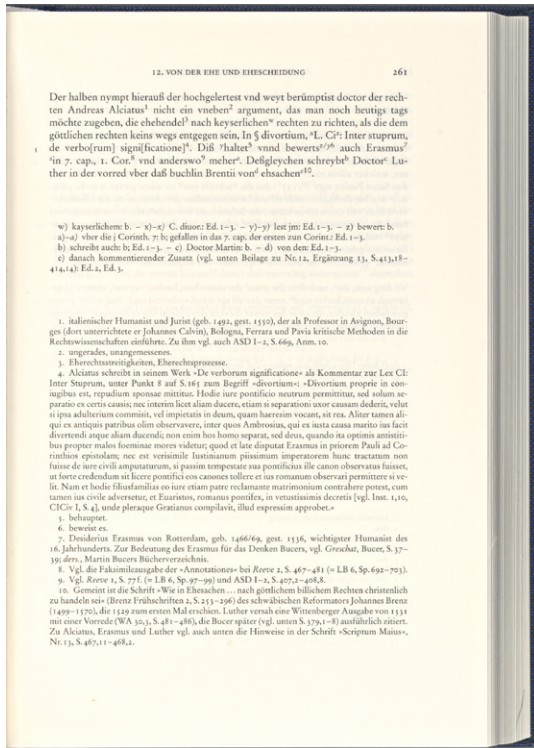 12. VON DER EHE UND EHESCHEIDUNG 261
Der halben nympt hierauß der hochgelertest vnd weyt berümptist doctor der rech-
ten Andreas Alciatus¹ nicht ein vneben² argument, das man noch heutigs tags
möchte zugeben, die ehehendel³ nach keyserlichenʷ rechten zu richten, als die dem
göttlichen rechten keins wegs entgegen sein, In § divortium, ˣL. Ciˣ: Inter stuprum,
1 de verbo[rum] signi[ficatione]⁴. Diß ʸhaltet⁵ vnnd bewertsᶻ/ʸ⁶ auch Erasmus⁷
ᵃin 7. cap., 1. Cor.⁸ vnd anderswo⁹ meherᵃ. Deßgleychen schreybtᵇ Doctorᶜ Lu-
ther in der vorred vber daß buchlin Brentii vonᵈ ehsachenᵉ¹⁰.
w) kayserlichem: b. – x)–x) C. diuor.: Ed. 1–3. – y)–y) lest jm: Ed. 1–3. – z) bewert: b.
a)–a) vber die j Corinth. 7: b; gefallen in das 7. cap. der ersten zun Corint.: Ed. 1–3.
b) schreibt auch: b; Ed. 1–3. – c) Doctor Martin: b. – d) von den: Ed. 1–3.
e) danach kommentierender Zusatz (vgl. unten Beilage zu Nr. 12, Ergänzung 13, S. 413,18–
414,14): Ed. 2, Ed. 3.
1. italienischer Humanist und Jurist (geb. 1492, gest. 1550), der als Professor in Avignon, Bour-
ges (dort unterrichtete er Johannes Calvin), Bologna, Ferrara und Pavia kritische Methoden in die
Rechtswissenschaften einführte. Zu ihm vgl. auch ASD I–2, S. 669, Anm. 10.
2. ungerades, unangemessenes.
3. Eherechtsstreitigkeiten, Eherechtsprozesse.
4. Alciatus schreibt in seinem Werk »De verborum significatione« als Kommentar zur Lex CI:
Inter Stuprum, unter Punkt 8 auf S. 165 zum Begriff »divortium«: »Divortium proprie in con-
iugibus est, repudium sponsae mittitur. Hodie iure pontificio neutrum permittitur, sed solum se-
paratio ex certis causis; nec interim licet aliam ducere, etiam si separationi uxor causam dederit, velut
si ipsa adulterium commisit, vel impietatis in deum, quam haeresim vocant, sit rea. Aliter tamen ali-
qui ex antiquis patribus olim observavere, inter quos Ambrosius, qui ex iusta causa marito ius facit
divertendi atque aliam ducendi; non enim hos homo separat, sed deus, quando ita optimis antistiti-
bus propter malos foeminae mores videtur; quod et late disputat Erasmus in priorem Pauli ad Co-
rinthios epistolam; nec est verisimile Iustinianum piissimum imperatorem hunc tractatum non
fuisse de iure civili amputaturum, si passim tempestate sua pontificius ille canon observatus fuisset,
ut forte credendum sit licere pontifici eos canones tollere et ius romanum observari permittere si ve-
lit. Nam et hodie filiusfamilias eo iure etiam patre reclamante matrimonium contrahere potest, cum
tamen ius civile adversetur, et Euaristos, romanus pontifex, in vetustissimis decretis [vgl. Inst. 1,10,
CICiv I, S. 4], unde pleraque Gratianus compilavit, illud expressim approbet.«
5. behauptet.
6. beweist es.
7. Desiderius Erasmus von Rotterdam, geb. 1466/69, gest. 1536, wichtigster Humanist des
16. Jahrhunderts. Zur Bedeutung des Erasmus für das Denken Bucers, vgl. Greschat, Bucer, S. 37–
39; ders., Martin Bucers Bücherverzeichnis.
8. Vgl. die Faksimileausgabe der »Annotationes« bei Reeve 2, S. 467–481 (= LB 6, Sp. 692–703).
9. Vgl. Reeve 1, S. 77f. (= LB 6, Sp. 97–99) und ASD I–2, S. 407,2–408,8.
10. Gemeint ist die Schrift »Wie in Ehesachen ... nach göttlichem billichem Rechten christenlich
zu handeln sei« (Brenz Frühschriften 2, S. 253–296) des schwäbischen Reformators Johannes Brenz
(1499–1570), die 1529 zum ersten Mal erschien. Luther versah eine Wittenberger Ausgabe von 1531
mit einer Vorrede (WA 30,3, S. 481–486), die Bucer später (vgl. unten S. 379,1–8) ausführlich zitiert.
Zu Alciatus, Erasmus und Luther vgl. auch unten die Hinweise in der Schrift »Scriptum Maius«,
Nr. 13, S. 467,11–468,2.